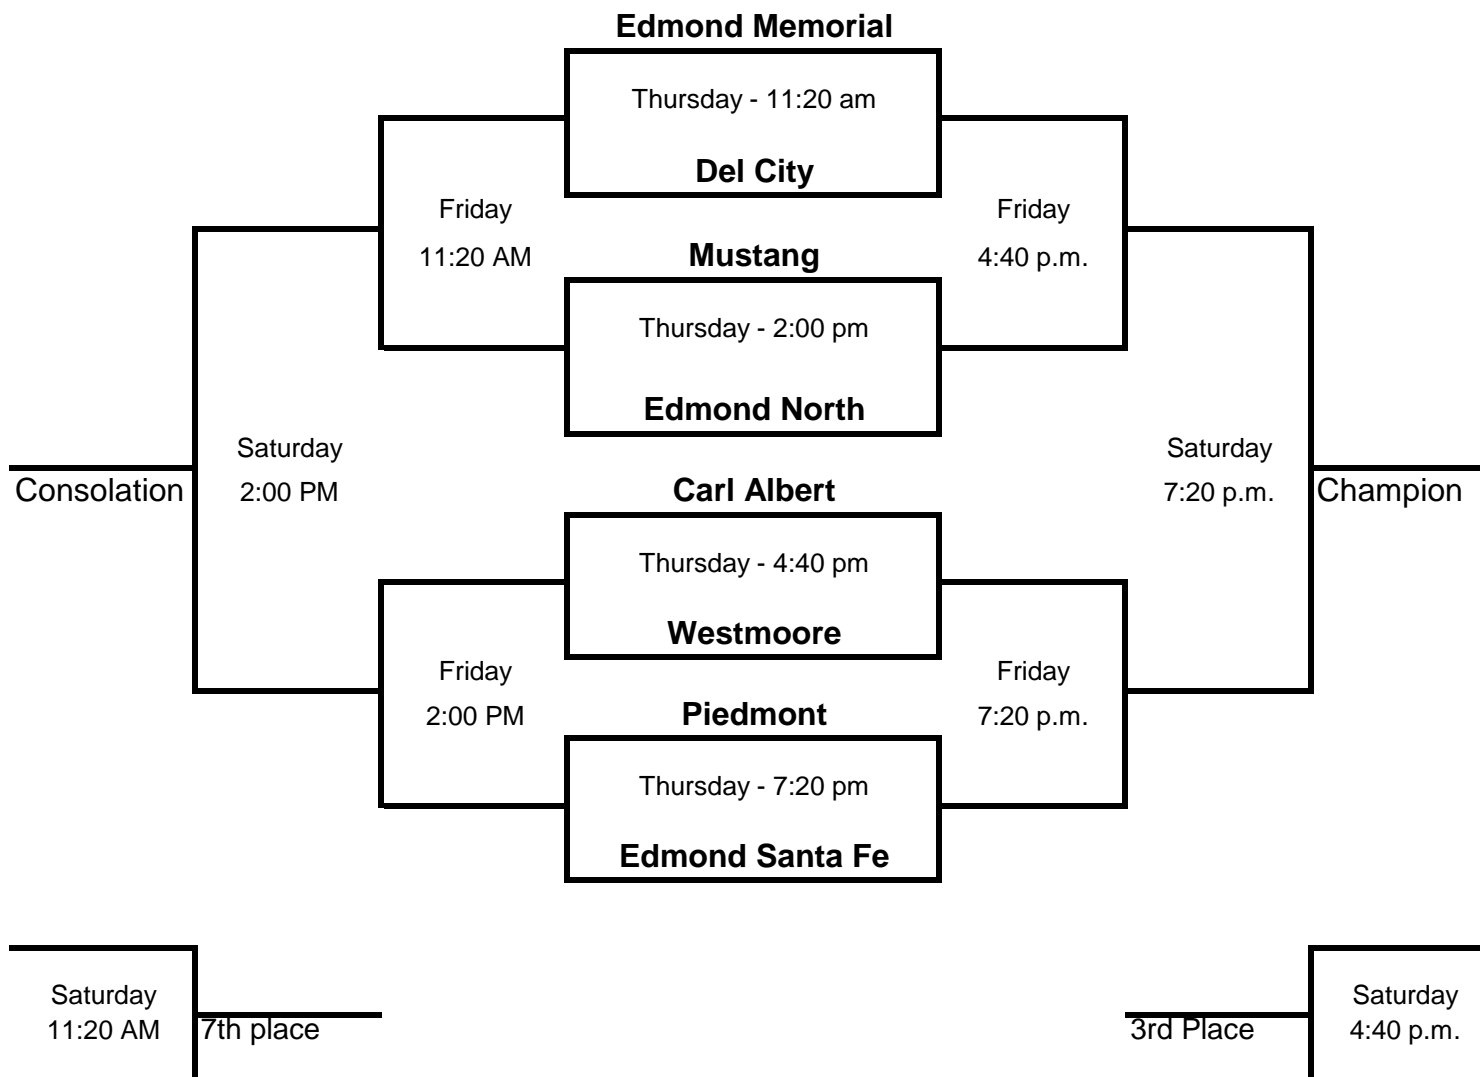 Edmond Memorial
Thursday - 11:20 am
Del City
Friday
11:20 AM
Friday
4:40 p.m.
Mustang
Thursday - 2:00 pm
Edmond North
Saturday
2:00 PM
Consolation
Saturday
7:20 p.m.
Champion
Carl Albert
Thursday - 4:40 pm
Westmoore
Friday
2:00 PM
Friday
7:20 p.m.
Piedmont
Thursday - 7:20 pm
Edmond Santa Fe
Saturday
11:20 AM
7th place
3rd Place
Saturday
4:40 p.m.